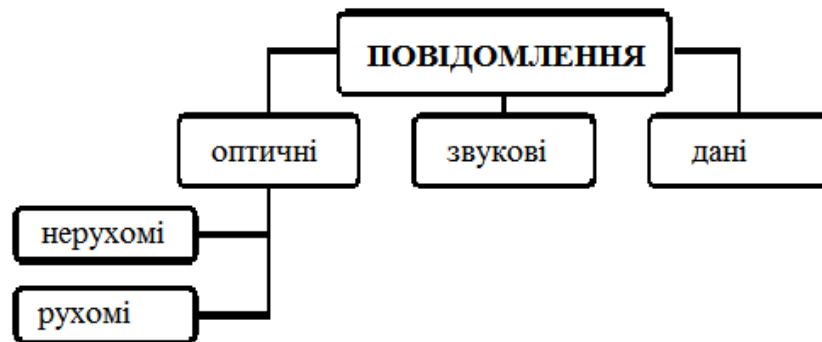 ПОВІДОМЛЕННЯ
оптичні
звукові
дані
нерухомі
рухомі